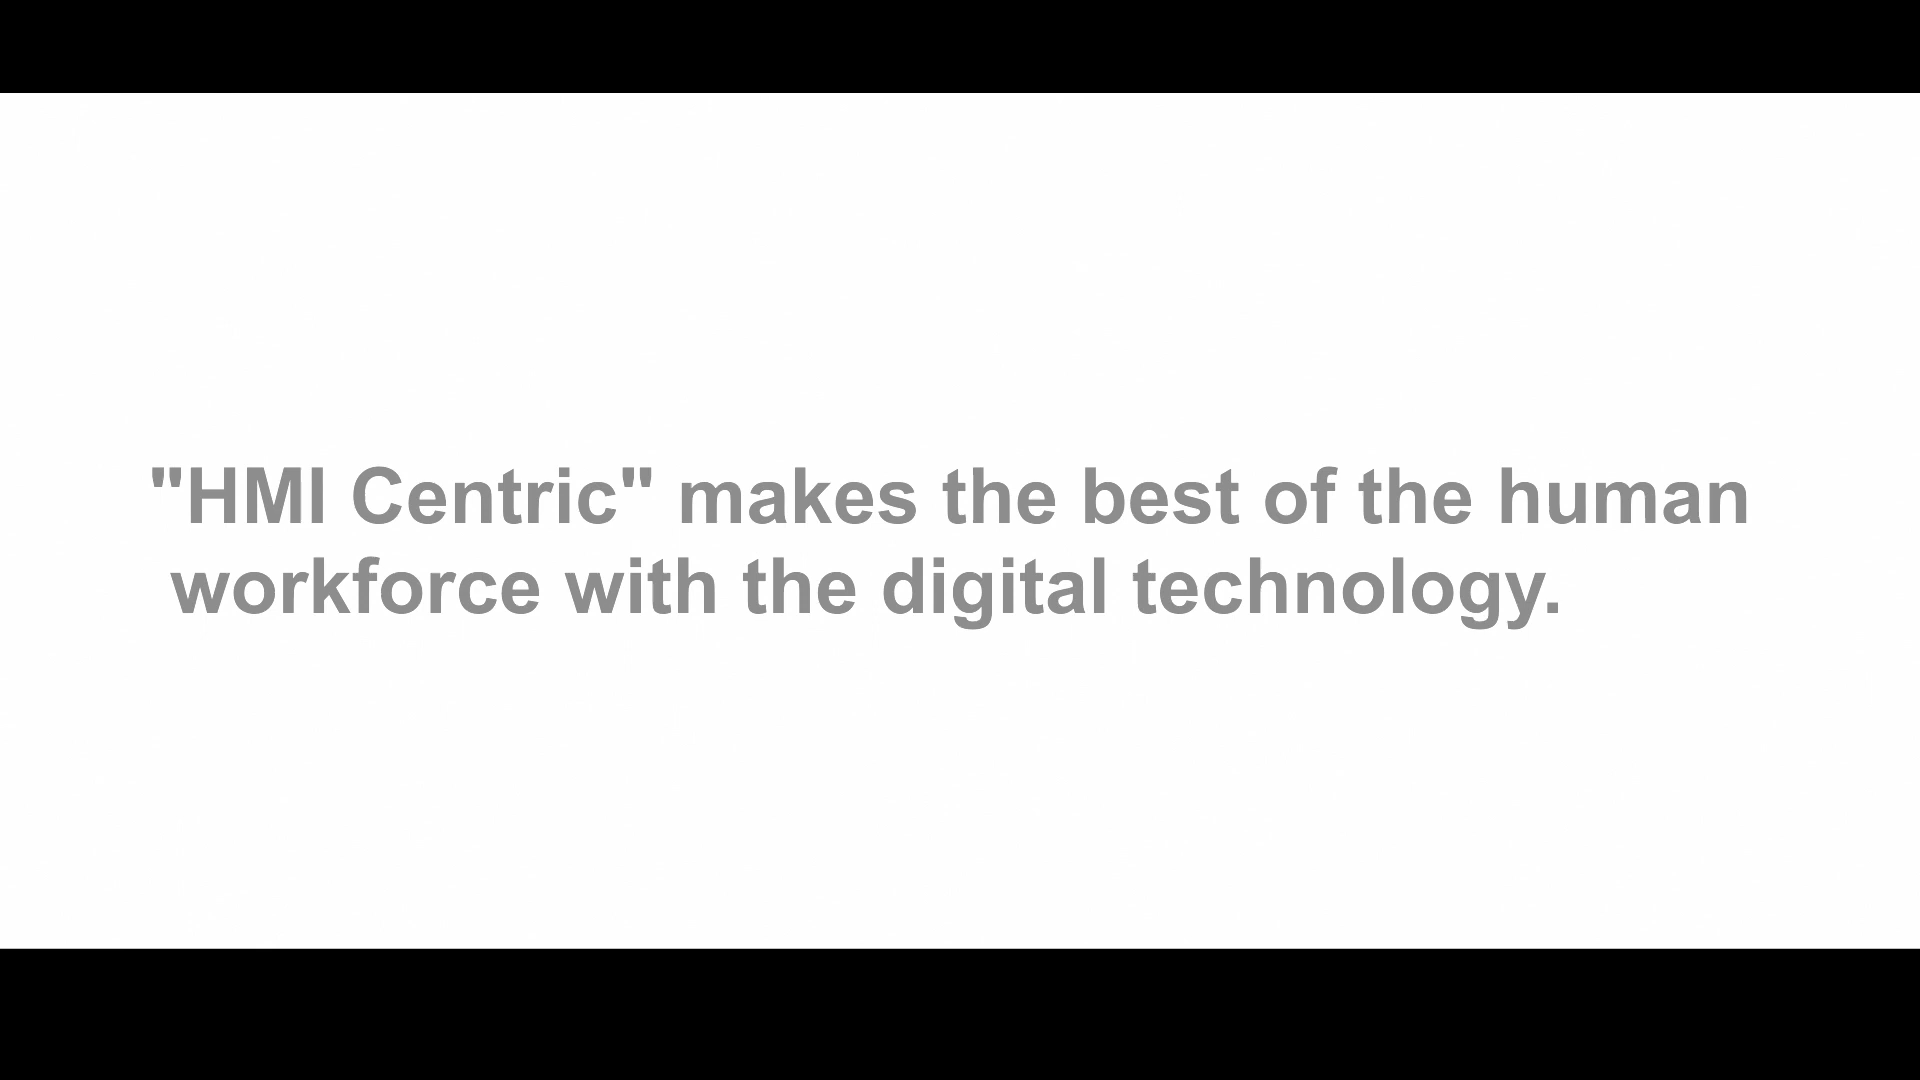 "HMI Centric" makes the best of the human
workforce with the digital technology.